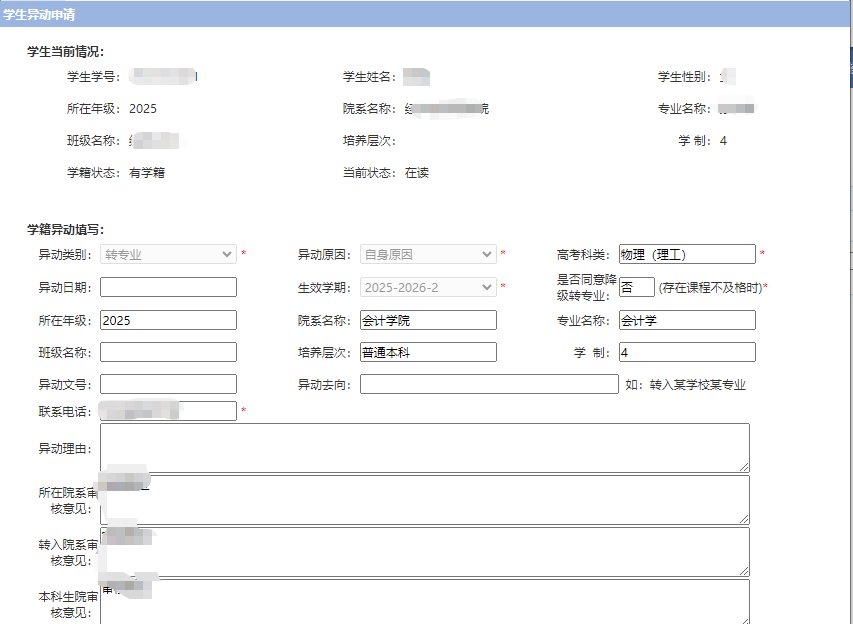 学生异动申请
学生当前情况:
学生学号: 学生姓名: 学生性别:
所在年级: 2025 院系名称: 院 专业名称:
班级名称: 培养层次: 学 制: 4
学籍状态: 有学籍 当前状态: 在读
学籍异动填写:
异动类别: 转专业 * 异动原因: 自身原因 * 高考科类: 物理（理工） *
异动日期: 生效学期: 2025-2026-2 * 是否同意降级转专业: 否 (存在课程不及格时)*
所在年级: 2025 院系名称: 会计学院 专业名称: 会计学
班级名称: 培养层次: 普通本科 学 制: 4
异动文号: 异动去向: 如: 转入某学校某专业
联系电话: *
异动理由:
所在院系审
核意见:
转入院系审
核意见:
本科生院审
核意见: